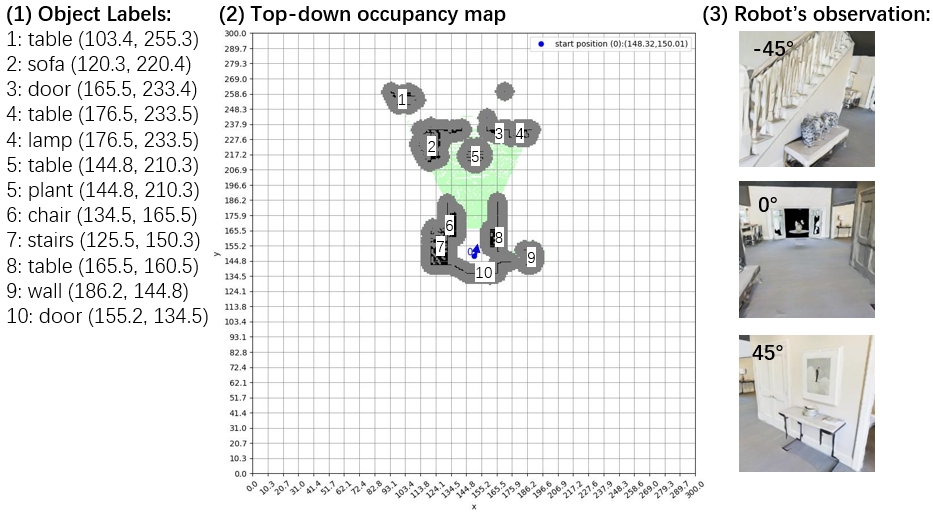 (1) Object Labels:
1: table (103.4, 255.3)
2: sofa (120.3, 220.4)
3: door (165.5, 233.4)
4: table (176.5, 233.5)
4: lamp (176.5, 233.5)
5: table (144.8, 210.3)
5: plant (144.8, 210.3)
6: chair (134.5, 165.5)
7: stairs (125.5, 150.3)
8: table (165.5, 160.5)
9: wall (186.2, 144.8)
10: door (155.2, 134.5)
(2) Top-down occupancy map
start position (0):(148.32,150.01)
300.0
289.7
279.3
269.0
258.6
248.3
237.9
227.6
217.2
206.9
196.6
186.2
175.9
165.5
155.2
144.8
134.5
124.1
113.8
103.4
93.1
82.8
72.4
62.1
51.7
41.4
31.0
20.7
10.3
0.0
y
1
2
3
4
5
6
7
8
9
10
0
0.0 10.3 20.7 31.0 41.4 51.7 62.1 72.4 82.8 93.1 103.4 113.8 124.1 134.5 144.8 155.2 165.5 175.9 186.2 196.6 206.9 217.2 227.6 237.9 248.3 258.6 269.0 279.3 289.7 300.0
x
(3) Robot’s observation:
-45°
0°
45°